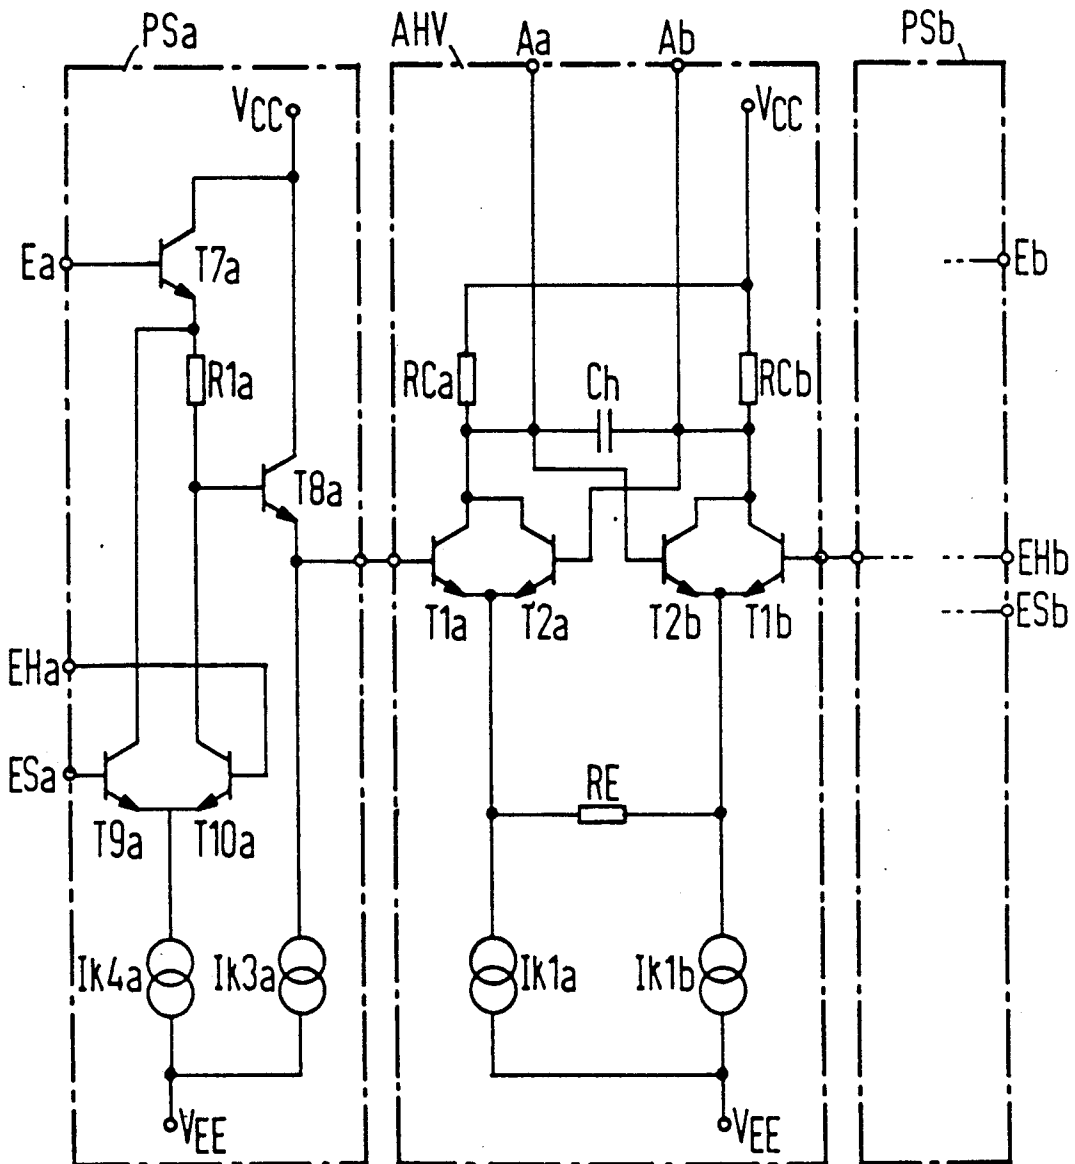 PSa
AHV
Aa
Ab
PSb
VCC
VCC
Ea
T7a
Eb
R1a
RCa
Ch
RCb
T8a
EHb
ESb
T1a
T2a
T2b
T1b
EHa
ESa
RE
T9a
T10a
Ik4a
Ik3a
Ik1a
Ik1b
VEE
VEE